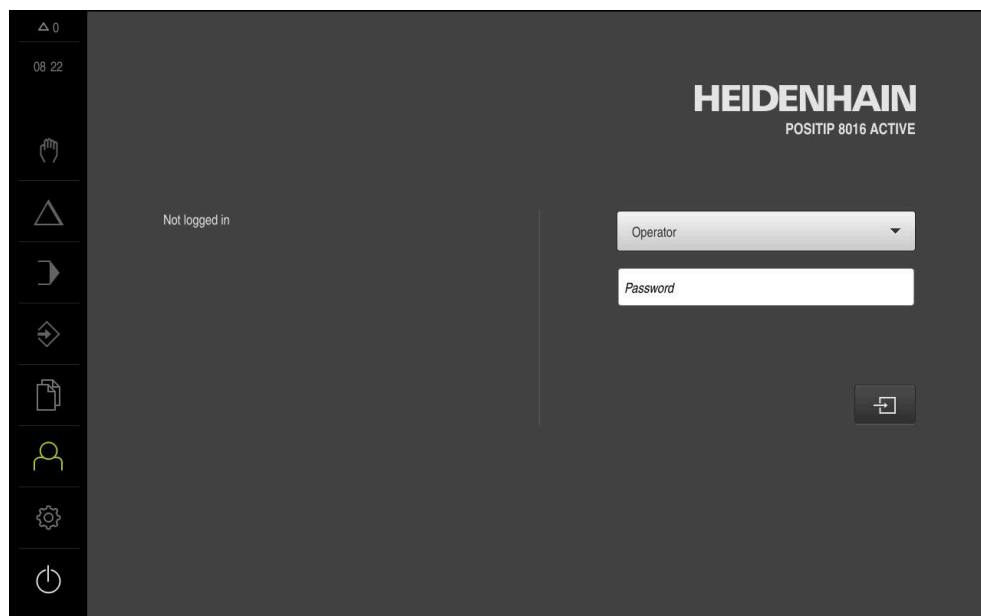 0
08 22
HEIDENHAIN
POSITIP 8016 ACTIVE
Not logged in
Operator
Password